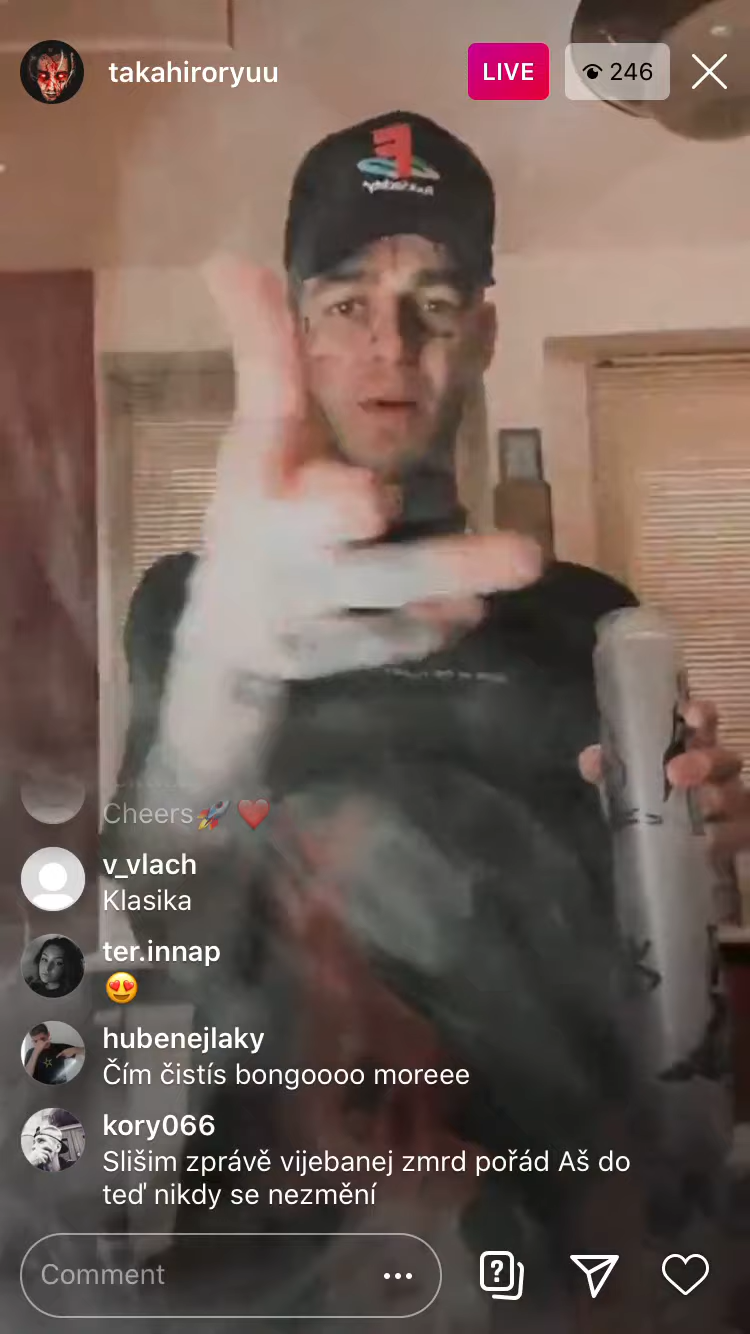 takahiroryuu
LIVE
246
Cheers🚀 ❤️
v_vlach
Klasika
ter.innap
😍
hubenejlaky
Čím čistís bongoooo moreee
kory066
Slišim zprávě vijebanej zmrd pořád Aš do
teď nikdy se nezmění
Comment